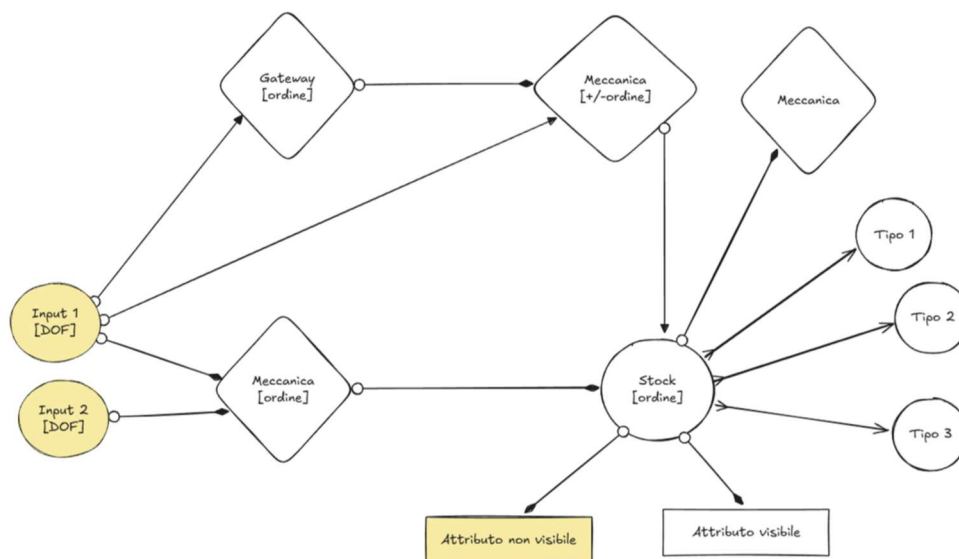 Gateway
[ordine]
Meccanica
[+/-ordine]
Meccanica
Tipo 1
Input 1
[DOF]
Tipo 2
Meccanica
[ordine]
Stock
[ordine]
Input 2
[DOF]
Tipo 3
Attributo non visibile
Attributo visibile